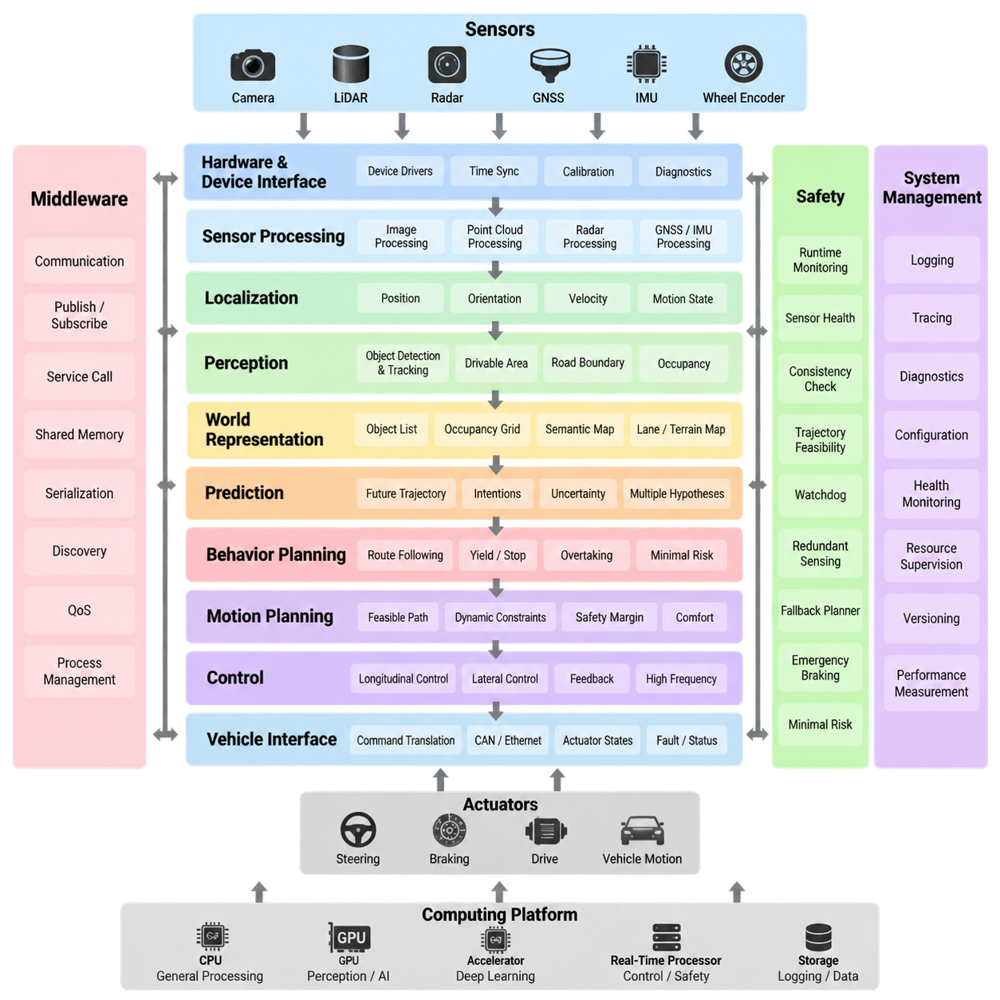 Sensors
Camera
LiDAR
Radar
GNSS
IMU
Wheel Encoder
Middleware
Communication
Publish /
Subscribe
Service Call
Shared Memory
Serialization
Discovery
QoS
Process
Management
Hardware &
Device Interface
Device Drivers
Time Sync
Calibration
Diagnostics
Sensor Processing
Image
Processing
Point Cloud
Processing
Radar
Processing
GNSS / IMU
Processing
Localization
Position
Orientation
Velocity
Motion State
Perception
Object Detection
& Tracking
Drivable Area
Road Boundary
Occupancy
World
Representation
Object List
Occupancy Grid
Semantic Map
Lane / Terrain Map
Prediction
Future Trajectory
Intentions
Uncertainty
Multiple Hypotheses
Behavior Planning
Route Following
Yield / Stop
Overtaking
Minimal Risk
Motion Planning
Feasible Path
Dynamic Constraints
Safety Margin
Comfort
Control
Longitudinal Control
Lateral Control
Feedback
High Frequency
Vehicle Interface
Command Translation
CAN / Ethernet
Actuator States
Fault / Status
Safety
Runtime
Monitoring
Sensor Health
Consistency
Check
Trajectory
Feasibility
Watchdog
Redundant
Sensing
Fallback Planner
Emergency
Braking
Minimal Risk
System
Management
Logging
Tracing
Diagnostics
Configuration
Health
Monitoring
Resource
Supervision
Versioning
Performance
Measurement
Actuators
Steering
Braking
Drive
Vehicle Motion
Computing Platform
CPU
General Processing
GPU
GPU
Perception / AI
Accelerator
Deep Learning
Real-Time Processor
Control / Safety
Storage
Logging / Data